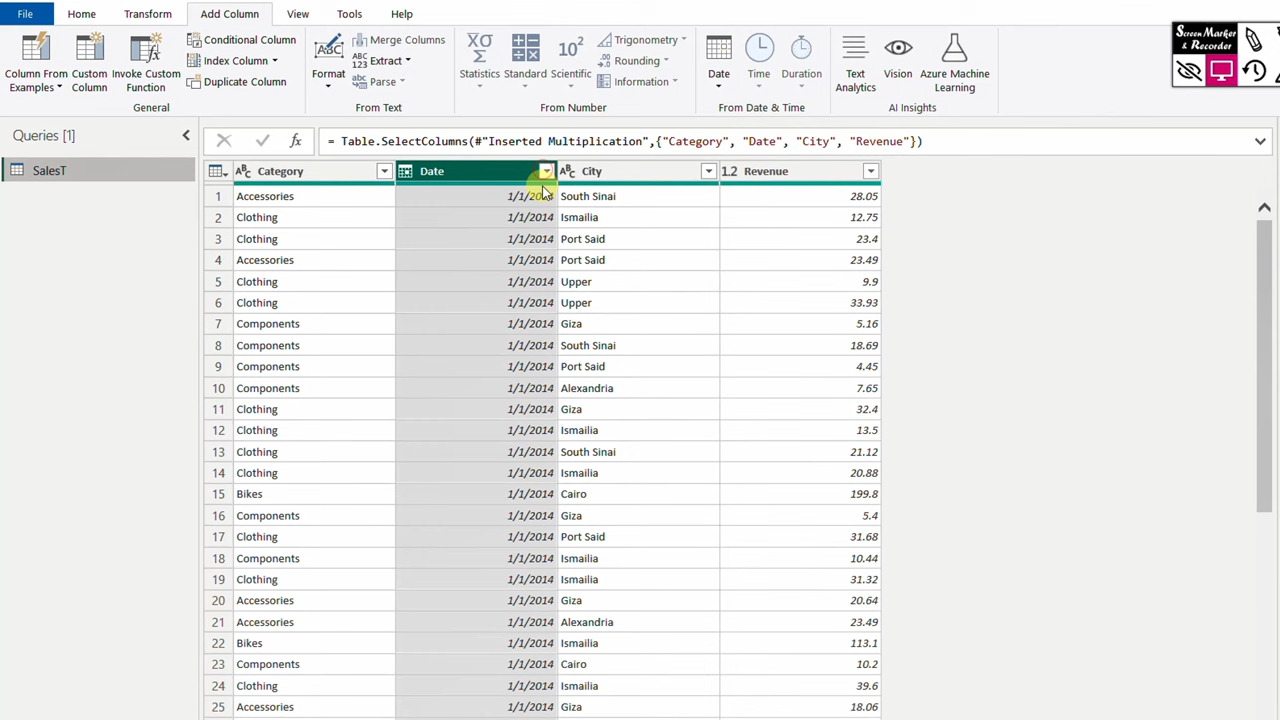 File Home Transform Add Column View Tools Help
Column From Examples
Custom Column
Invoke Custom Function
Conditional Column
Index Column
Duplicate Column
General
Format
Merge Columns
Extract
Parse
From Text
Statistics
Standard
Scientific
Trigonometry
Rounding
Information
From Number
Date
Time
Duration
From Date & Time
Text Analytics
Vision
Azure Machine Learning
AI Insights
Screen Marker & Recorder
Queries [1]
SalesT
= Table.SelectColumns(#"Inserted Multiplication",{"Category", "Date", "City", "Revenue"})
Category Date City 1.2 Revenue
1 Accessories 1/1/2014 South Sinai 28.05
2 Clothing 1/1/2014 Ismailia 12.75
3 Clothing 1/1/2014 Port Said 23.4
4 Accessories 1/1/2014 Port Said 23.49
5 Clothing 1/1/2014 Upper 9.9
6 Clothing 1/1/2014 Upper 33.93
7 Components 1/1/2014 Giza 5.16
8 Components 1/1/2014 South Sinai 18.69
9 Components 1/1/2014 Port Said 4.45
10 Components 1/1/2014 Alexandria 7.65
11 Clothing 1/1/2014 Giza 32.4
12 Clothing 1/1/2014 Ismailia 13.5
13 Clothing 1/1/2014 South Sinai 21.12
14 Clothing 1/1/2014 Ismailia 20.88
15 Bikes 1/1/2014 Cairo 199.8
16 Components 1/1/2014 Giza 5.4
17 Clothing 1/1/2014 Port Said 31.68
18 Components 1/1/2014 Ismailia 10.44
19 Clothing 1/1/2014 Ismailia 31.32
20 Accessories 1/1/2014 Giza 20.64
21 Accessories 1/1/2014 Alexandria 23.49
22 Bikes 1/1/2014 Ismailia 113.1
23 Components 1/1/2014 Cairo 10.2
24 Clothing 1/1/2014 Ismailia 39.6
25 Accessories 1/1/2014 Giza 18.06